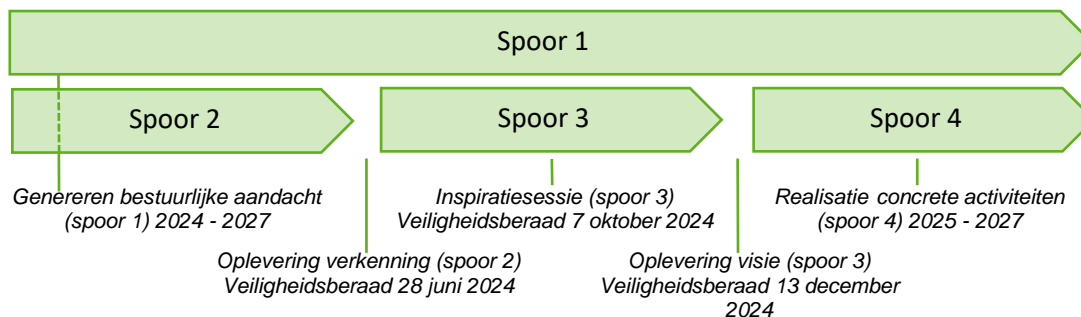 Spoor 1
Spoor 2
Spoor 3
Spoor 4
Genereren bestuurlijke aandacht
(spoor 1) 2024 - 2027
Inspiratiesessie (spoor 3)
Veiligheidsberaad 7 oktober 2024
Realisatie concrete activiteiten
(spoor 4) 2025 - 2027
Oplevering verkenning (spoor 2)
Veiligheidsberaad 28 juni 2024
Oplevering visie (spoor 3)
Veiligheidsberaad 13 december
2024